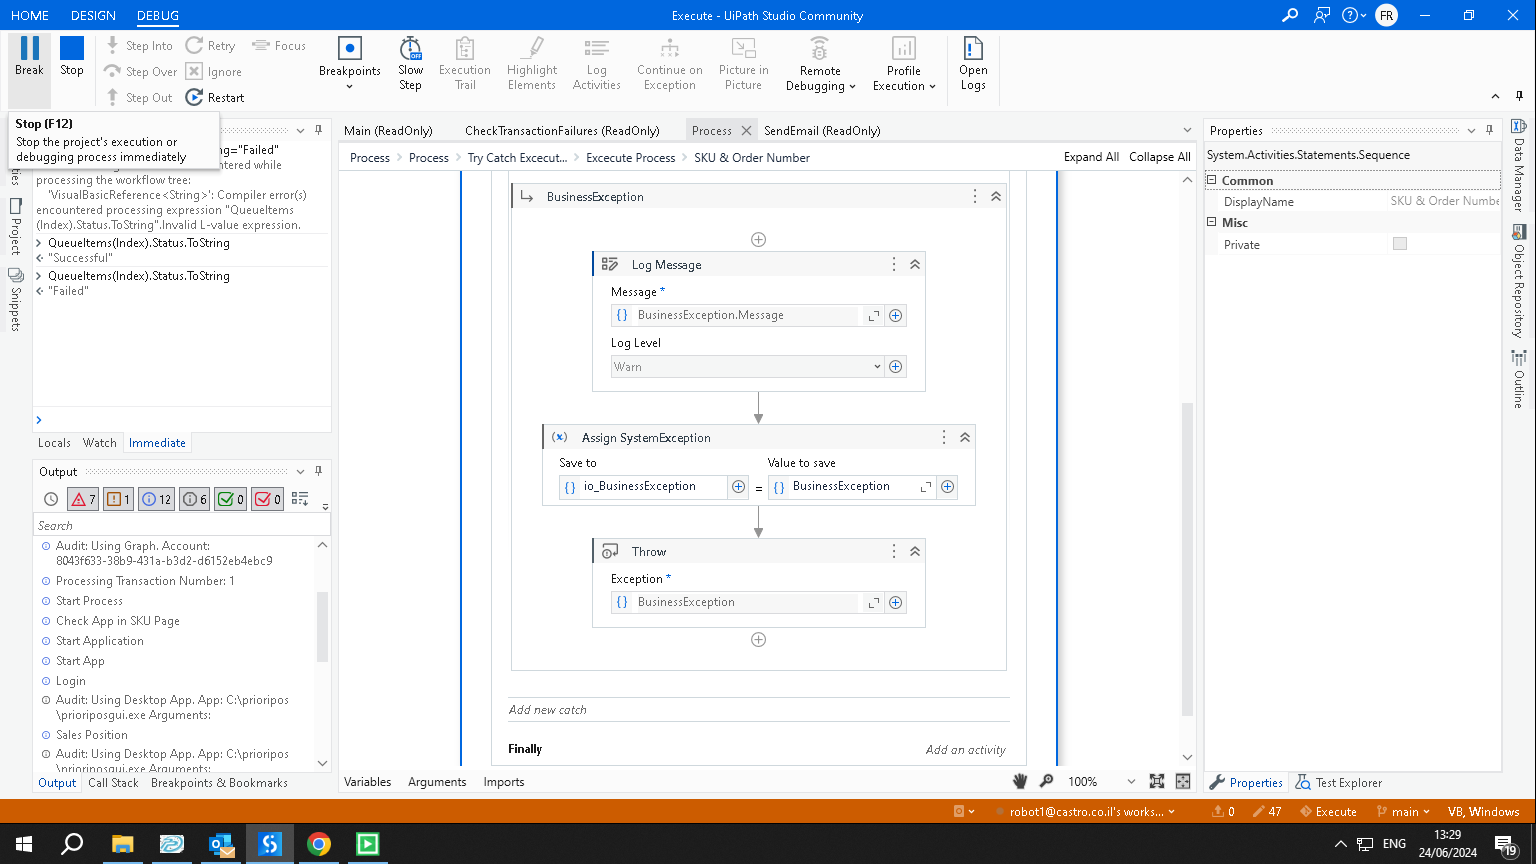 HOME
DESIGN
DEBUG
Execute - UiPath Studio Community
FR
Break
Stop
Step Into
Step Over
Step Out
Retry
Ignore
Restart
Focus
Breakpoints
Slow
Step
Execution
Trail
Highlight
Elements
Log
Activities
Continue on
Exception
Picture in
Picture
Remote
Debugging
Profile
Execution
Open
Logs
Stop (F12)
Stop the project's execution or
debugging process immediately
ng="Failed"
ntered while
processing the workflow tree:
'VisualBasicReference<String>': Compiler error(s)
encountered processing expression "QueueItems
(Index).Status.ToString".Invalid L-value expression.
QueueItems(Index).Status.ToString
"Successful"
QueueItems(Index).Status.ToString
"Failed"
Project
Snippets
Locals
Watch
Immediate
Output
7
1
12
6
0
0
Search
Audit: Using Graph. Account:
8043f633-38b9-431a-b3d2-d6152eb4ebc9
Processing Transaction Number: 1
Start Process
Check App in SKU Page
Start Application
Start App
Login
Audit: Using Desktop App. App: C:\prioripos
\prioriposgui.exe Arguments:
Sales Position
Audit: Using Desktop App. App: C:\prioripos
\prioriposgui.exe Arguments:
Output
Call Stack
Breakpoints & Bookmarks
Main (ReadOnly)
CheckTransactionFailures (ReadOnly)
Process
SendEmail (ReadOnly)
Process > Process > Try Catch Excecut... > Excecute Process > SKU & Order Number
Expand All
Collapse All
BusinessException
Log Message
Message *
BusinessException.Message
Log Level
Warn
Assign SystemException
Save to
Value to save
io_BusinessException
=
BusinessException
Throw
Exception *
BusinessException
Add new catch
Finally
Add an activity
Variables
Arguments
Imports
100%
Properties
System.Activities.Statements.Sequence
Common
DisplayName
SKU & Order Numbe
Misc
Private
Data Manager
Object Repository
Outline
Properties
Test Explorer
robot1@castro.co.il's works...
0
47
Execute
main
VB, Windows
ENG
13:29
24/06/2024
19